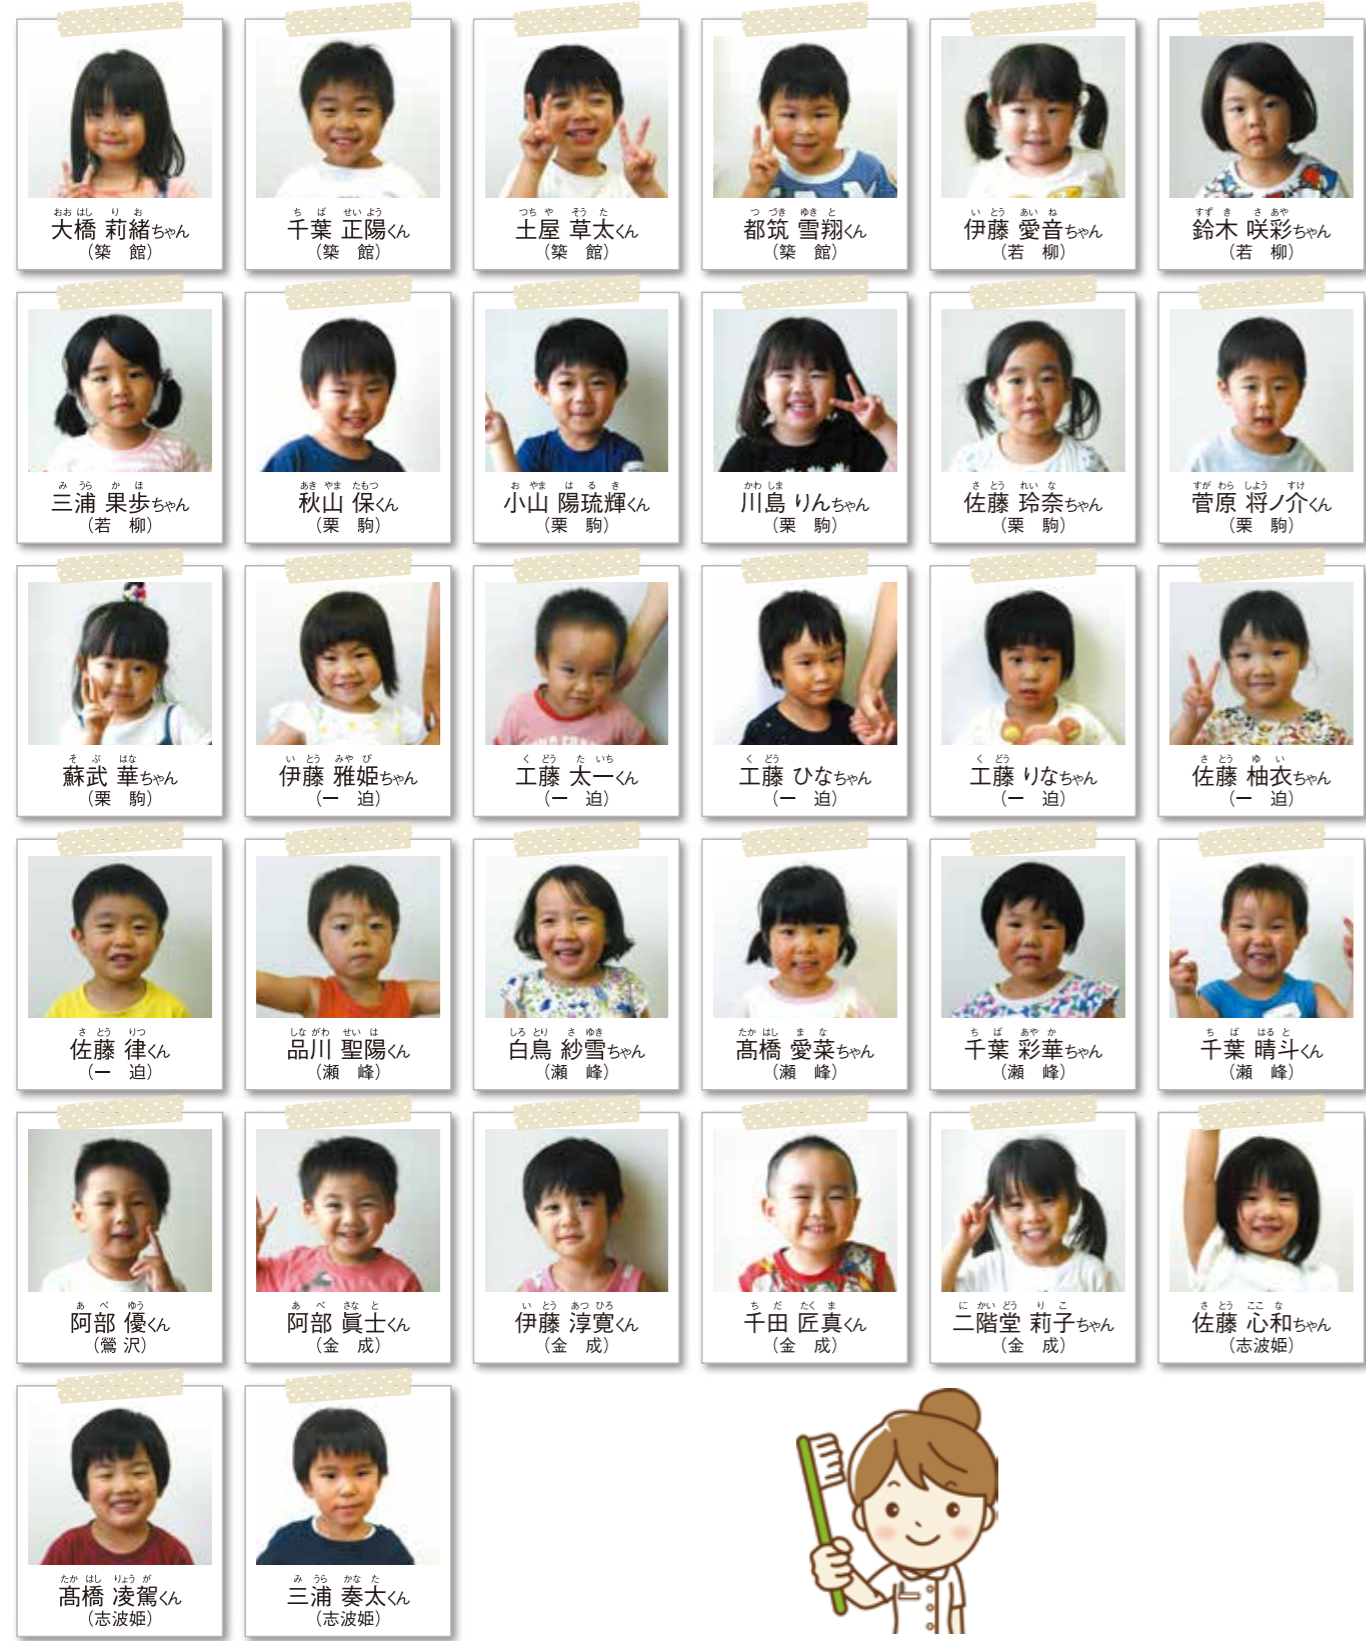 おおはし りお
大橋 莉緒ちゃん
（築 館）
ちば せいよう
千葉 正陽くん
（築 館）
つちや そうた
土屋 草太くん
（築 館）
つづき ゆきと
都筑 雪翔くん
（築 館）
いとう あいね
伊藤 愛音ちゃん
（若 柳）
すずき さあや
鈴木 咲彩ちゃん
（若 柳）
みうら かほ
三浦 果歩ちゃん
（若 柳）
あきやま たもつ
秋山 保くん
（栗 駒）
おやま はるき
小山 陽琉輝くん
（栗 駒）
かわしま
川島 りんちゃん
（栗 駒）
さとう れいな
佐藤 玲奈ちゃん
（栗 駒）
すがわら しようすけ
菅原 将ノ介くん
（栗 駒）
そぶ はな
蘇武 華ちゃん
（栗 駒）
いとう みやび
伊藤 雅姫ちゃん
（一 迫）
くどう たいち
工藤 太一くん
（一 迫）
くどう
工藤 ひなちゃん
（一 迫）
くどう
工藤 りなちゃん
（一 迫）
さとう ゆい
佐藤 柚衣ちゃん
（一 迫）
さとう りつ
佐藤 律くん
（一 迫）
しながわ せいは
品川 聖陽くん
（瀬 峰）
しろとり さゆき
白鳥 紗雪ちゃん
（瀬 峰）
たかはし まな
髙橋 愛菜ちゃん
（瀬 峰）
ちば あやか
千葉 彩華ちゃん
（瀬 峰）
ちば はると
千葉 晴斗くん
（瀬 峰）
あべ ゆう
阿部 優くん
（鶯 沢）
あべ さなと
阿部 眞士くん
（金 成）
いとう あつひろ
伊藤 淳寛くん
（金 成）
ちだ たくま
千田 匠真くん
（金 成）
にかいどう りこ
二階堂 莉子ちゃん
（金 成）
さとう ここな
佐藤 心和ちゃん
（志波姫）
たかはし りょうが
髙橋 凌駕くん
（志波姫）
みうら かなた
三浦 奏太くん
（志波姫）